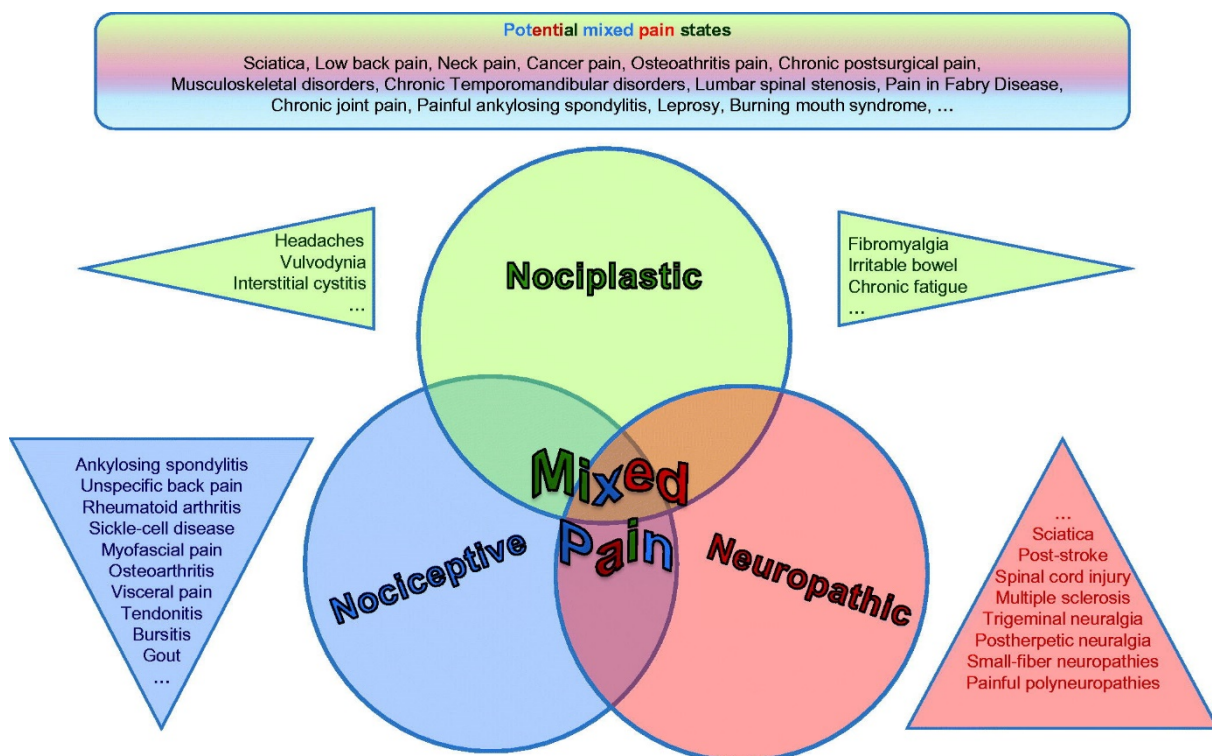 Potential mixed pain states
Sciatica, Low back pain, Neck pain, Cancer pain, Osteoathritis pain, Chronic postsurgical pain,
Musculoskeletal disorders, Chronic Temporomandibular disorders, Lumbar spinal stenosis, Pain in Fabry Disease,
Chronic joint pain, Painful ankylosing spondylitis, Leprosy, Burning mouth syndrome, ...
Headaches
Vulvodynia
Interstitial cystitis
...
Nociplastic
Fibromyalgia
Irritable bowel
Chronic fatigue
...
Mixed
Pain
Nociceptive
Neuropathic
Ankylosing spondylitis
Unspecific back pain
Rheumatoid arthritis
Sickle-cell disease
Myofascial pain
Osteoarthritis
Visceral pain
Tendonitis
Bursitis
Gout
...
...
Sciatica
Post-stroke
Spinal cord injury
Multiple sclerosis
Trigeminal neuralgia
Postherpetic neuralgia
Small-fiber neuropathies
Painful polyneuropathies